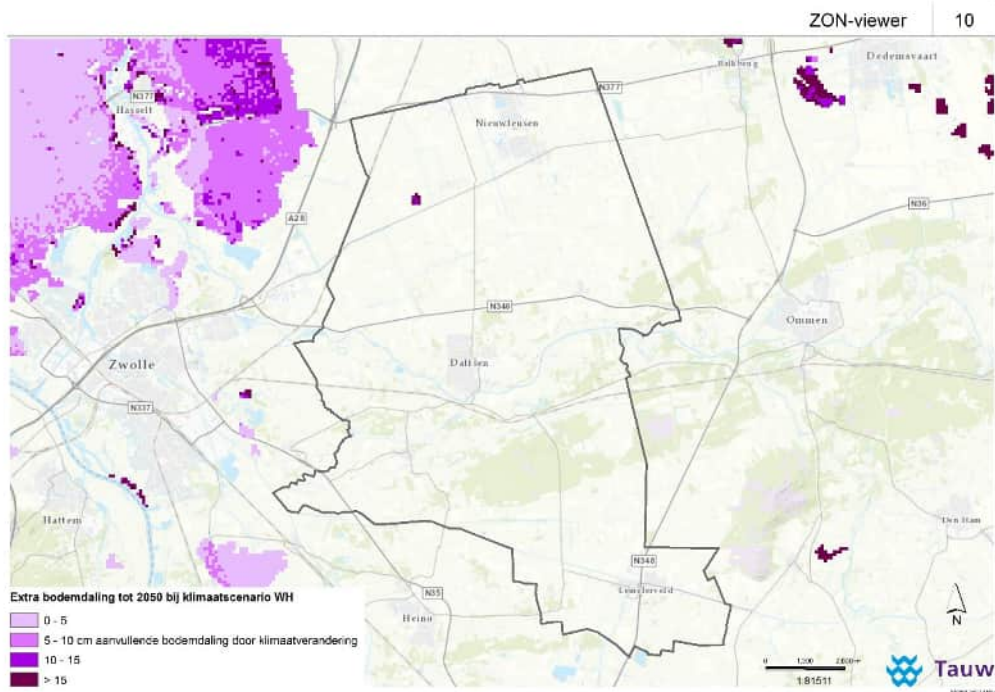 ZON-viewer 10
Dedemsvaart
Balkbrug
N377
N377
Hasselt
Nieuwleusen
N36
A28
N340
Ommen
Dalfsen
Zwolle
N337
Hattem
Den Ham
N348
Lemelerveld
N35
Heino
Extra bodemdaling tot 2050 bij klimaatscenario WH
0 - 5
5 - 10 cm aanvullende bodemdaling door klimaatverandering
10 - 15
> 15
N
0
1:81511
Tauw